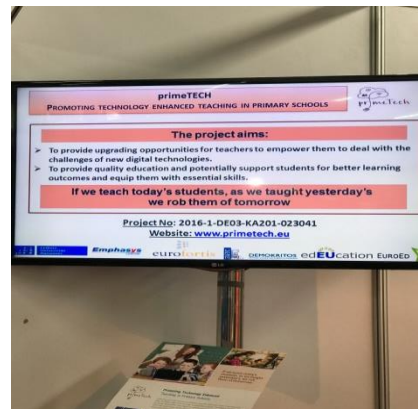 primeTECH
PROMOTING TECHNOLOGY ENHANCED TEACHING IN PRIMARY SCHOOLS
primeTech
The project aims:
➢ To provide upgrading opportunities for teachers to empower them to deal with the
challenges of new digital technologies.
➢ To provide quality education and potentially support students for better learning
outcomes and equip them with essential skills.
If we teach today's students, as we taught yesterday's
we rob them of tomorrow
Project No: 2016-1-DE03-KA201-023041
Website: www.primetech.eu
Emphasys
eurofortis
DEMOKRITOS
edEUcation
EUROED
LG